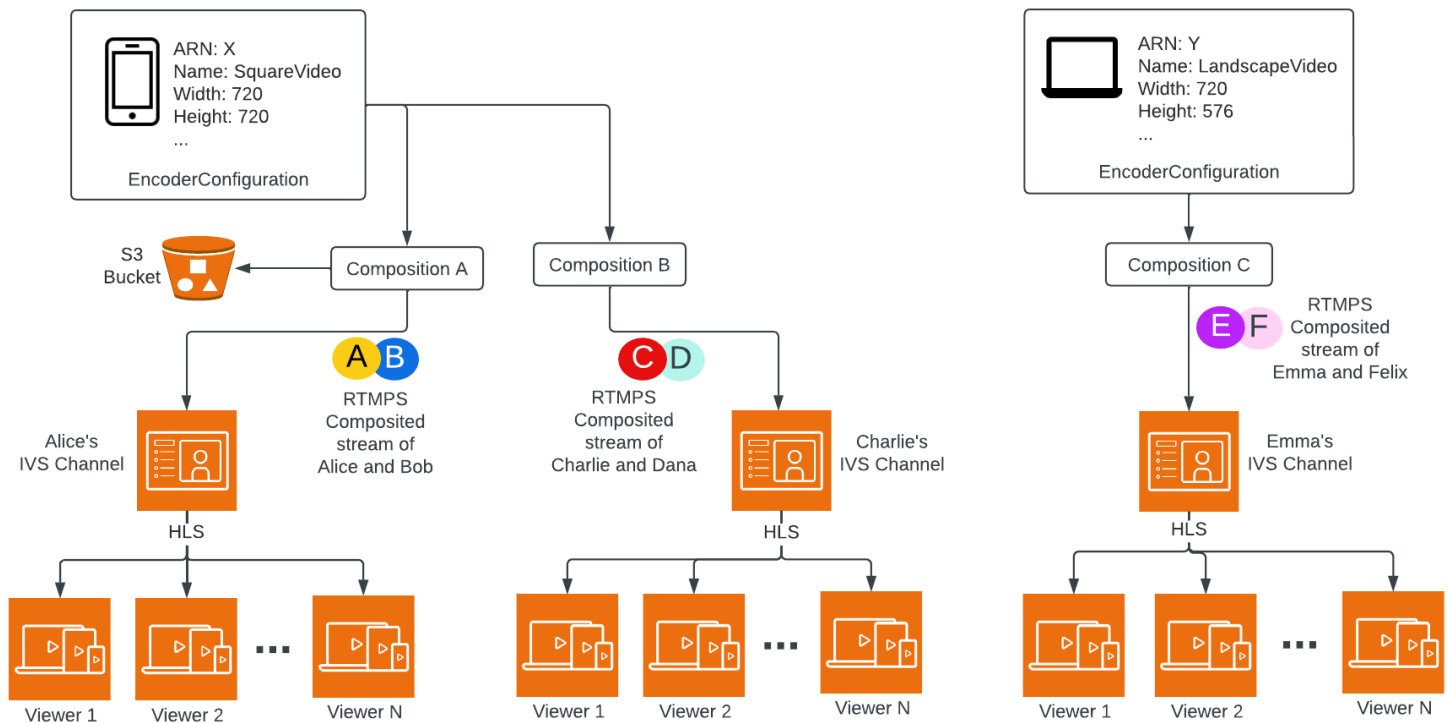 ARN: X
Name: SquareVideo
Width: 720
Height: 720
...
EncoderConfiguration
ARN: Y
Name: LandscapeVideo
Width: 720
Height: 576
...
EncoderConfiguration
S3
Bucket
Composition A
Composition B
Composition C
A B
RTMPS
Composited
stream of
Alice and Bob
C D
RTMPS
Composited
stream of
Charlie and Dana
E F
RTMPS
Composited
stream of
Emma and Felix
Alice's
IVS Channel
Charlie's
IVS Channel
Emma's
IVS Channel
HLS
HLS
HLS
Viewer 1
Viewer 2
...
Viewer N
Viewer 1
Viewer 2
...
Viewer N
Viewer 1
Viewer 2
...
Viewer N